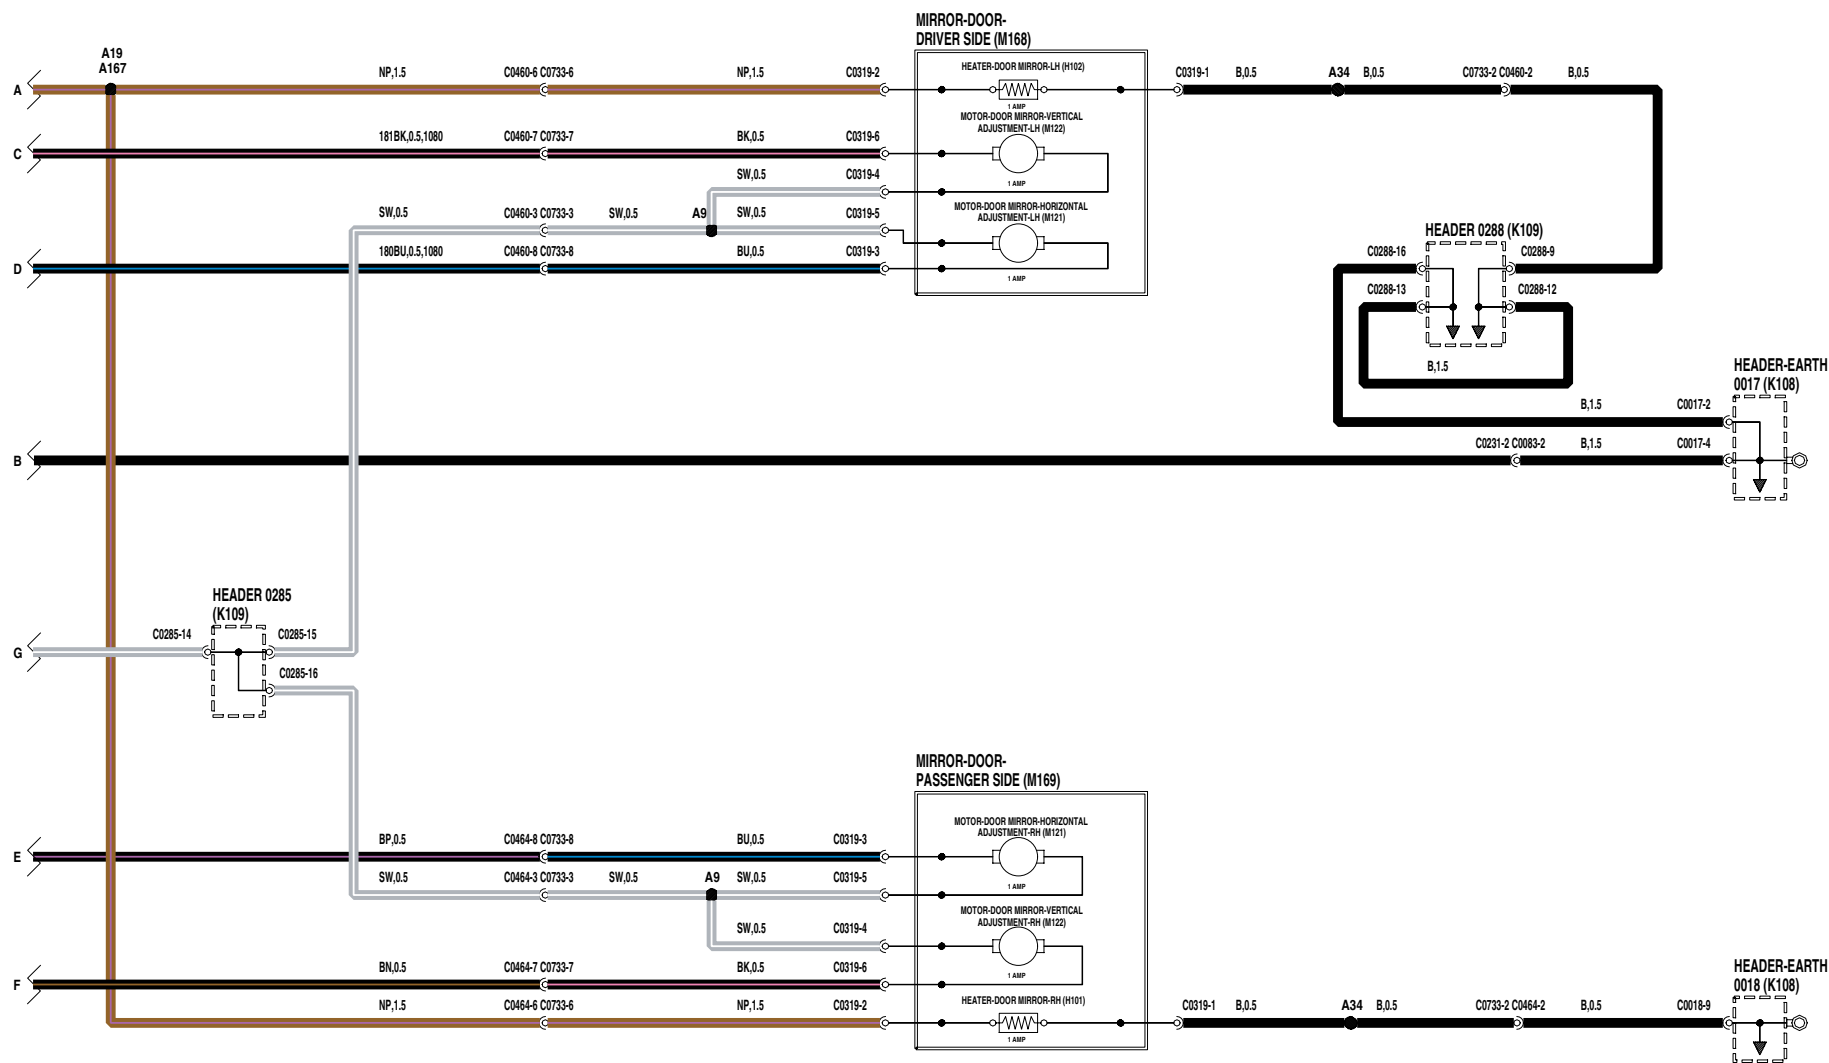 MIRROR-DOOR-
DRIVER SIDE (M168)
A19
A167
A
NP,1.5
C0460-6 C0733-6
NP,1.5
C0319-2
HEATER-DOOR MIRROR-LH (H102)
1 AMP
C0319-1
B,0.5
A34
B,0.5
C0733-2 C0460-2
B,0.5
MOTOR-DOOR MIRROR-VERTICAL
ADJUSTMENT-LH (M122)
C
181BK,0.5,1080
C0460-7 C0733-7
BK,0.5
C0319-6
1 AMP
SW,0.5
C0319-4
SW,0.5
C0460-3 C0733-3
SW,0.5
A9
SW,0.5
C0319-5
MOTOR-DOOR MIRROR-HORIZONTAL
ADJUSTMENT-LH (M121)
D
180BU,0.5,1080
C0460-8 C0733-8
BU,0.5
C0319-3
1 AMP
HEADER 0288 (K109)
C0288-16
C0288-9
C0288-13
C0288-12
B,1.5
HEADER-EARTH
0017 (K108)
B,1.5
C0017-2
B
C0231-2 C0083-2
B,1.5
C0017-4
HEADER 0285
(K109)
G
C0285-14
C0285-15
C0285-16
MIRROR-DOOR-
PASSENGER SIDE (M169)
MOTOR-DOOR MIRROR-HORIZONTAL
ADJUSTMENT-RH (M121)
E
BP,0.5
C0464-8 C0733-8
BU,0.5
C0319-3
1 AMP
SW,0.5
C0464-3 C0733-3
SW,0.5
A9
SW,0.5
C0319-5
MOTOR-DOOR MIRROR-VERTICAL
ADJUSTMENT-RH (M122)
SW,0.5
C0319-4
1 AMP
F
BN,0.5
C0464-7 C0733-7
BK,0.5
C0319-6
HEATER-DOOR MIRROR-RH (H101)
NP,1.5
C0464-6 C0733-6
NP,1.5
C0319-2
1 AMP
C0319-1
B,0.5
A34
B,0.5
C0733-2 C0464-2
B,0.5
C0018-9
HEADER-EARTH
0018 (K108)